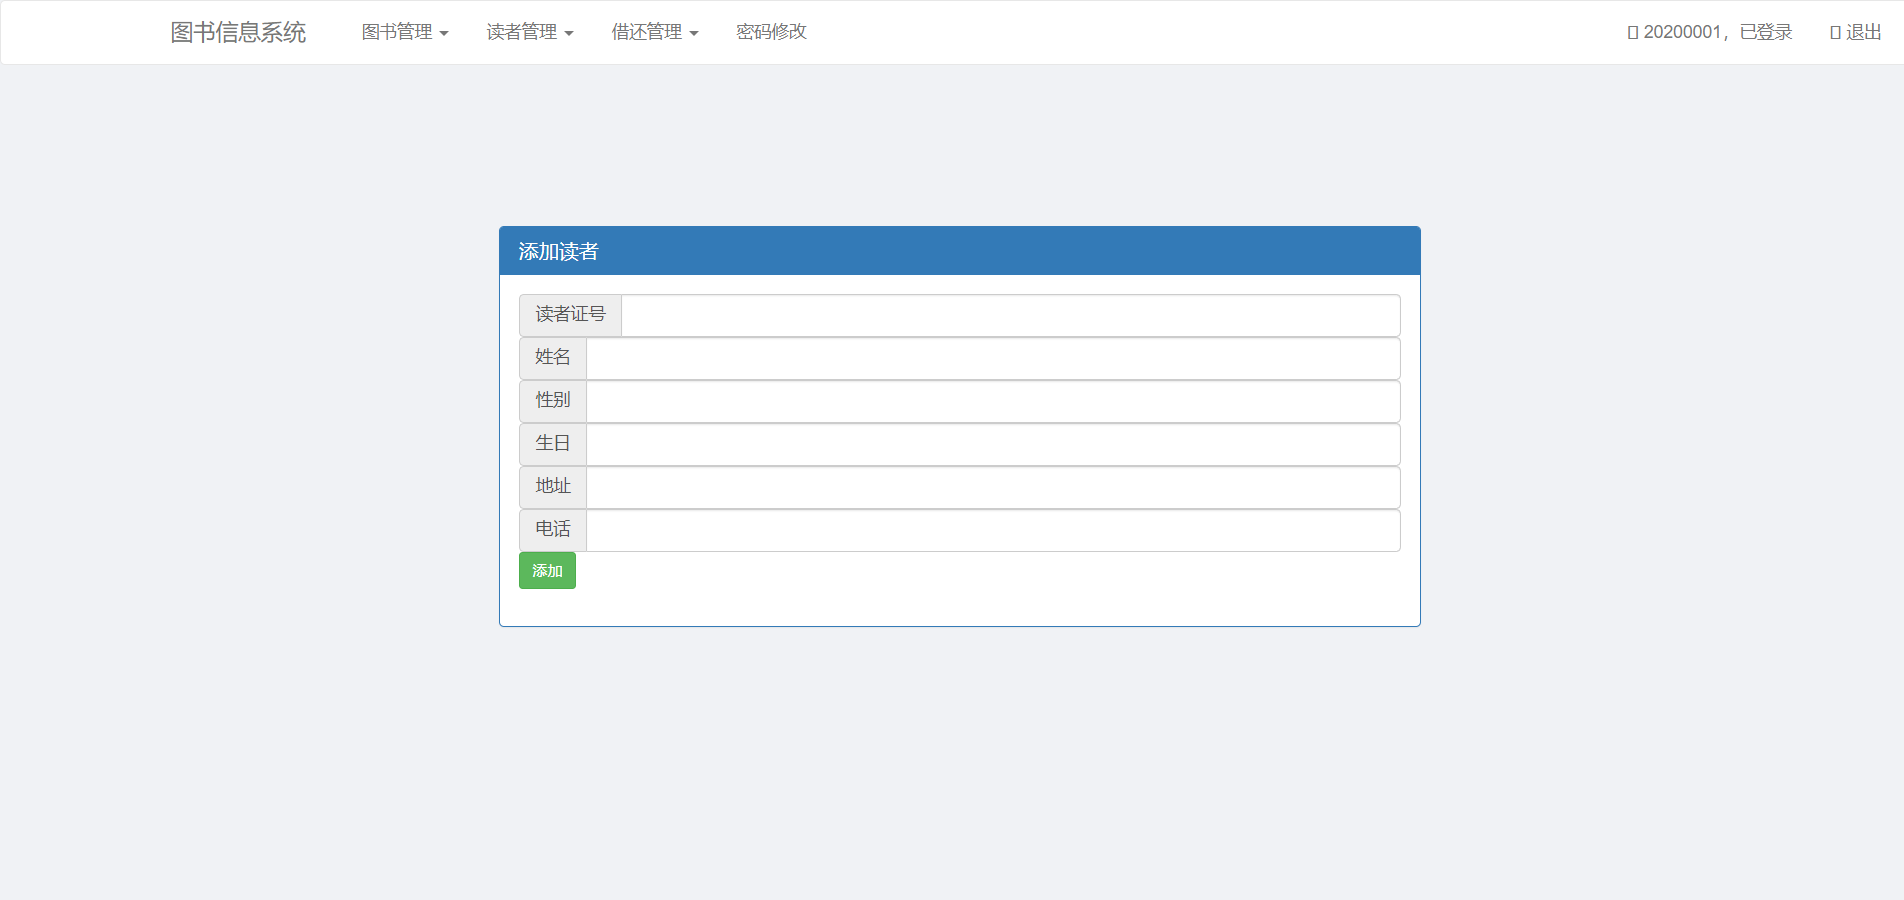 图书信息系统 图书管理 读者管理 借还管理 密码修改 20200001，已登录 退出
添加读者
读者证号
姓名
性别
生日
地址
电话
添加